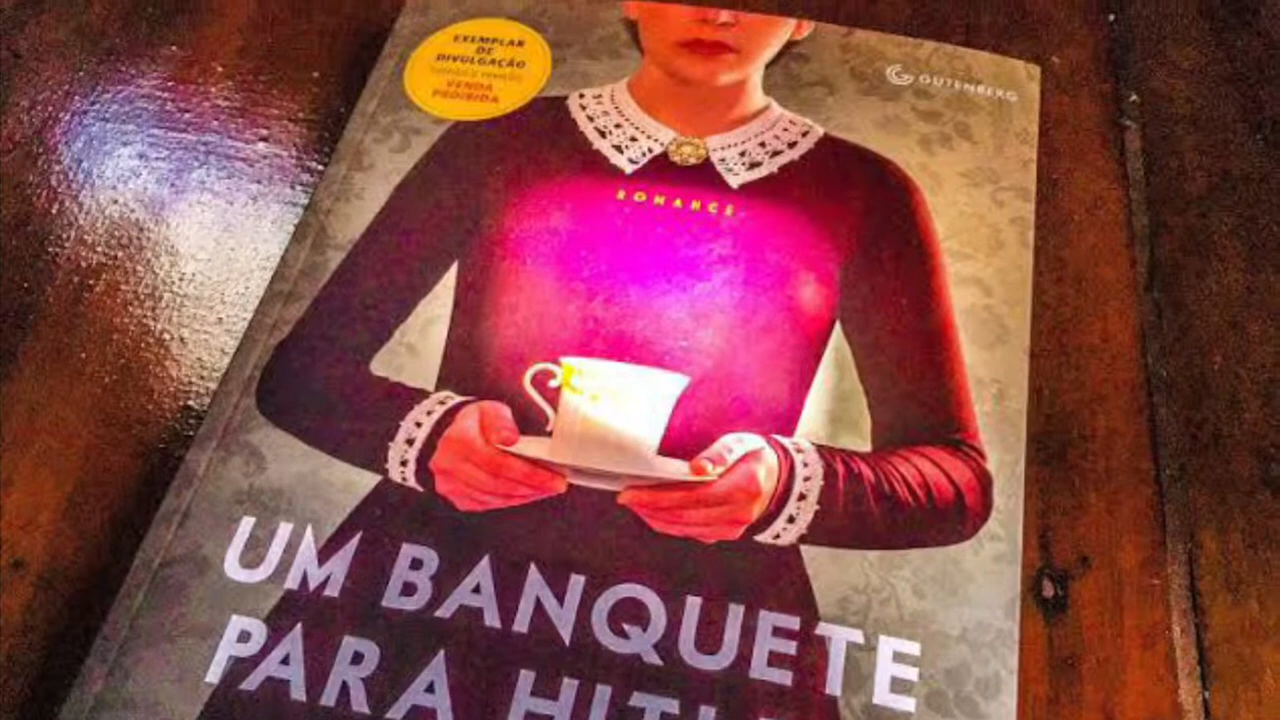 EXEMPLAR
DE
DIVULGAÇÃO
VENDA
PROIBIDA
GUTENBERG
ROMANCE
UM BANQUETE
PARA